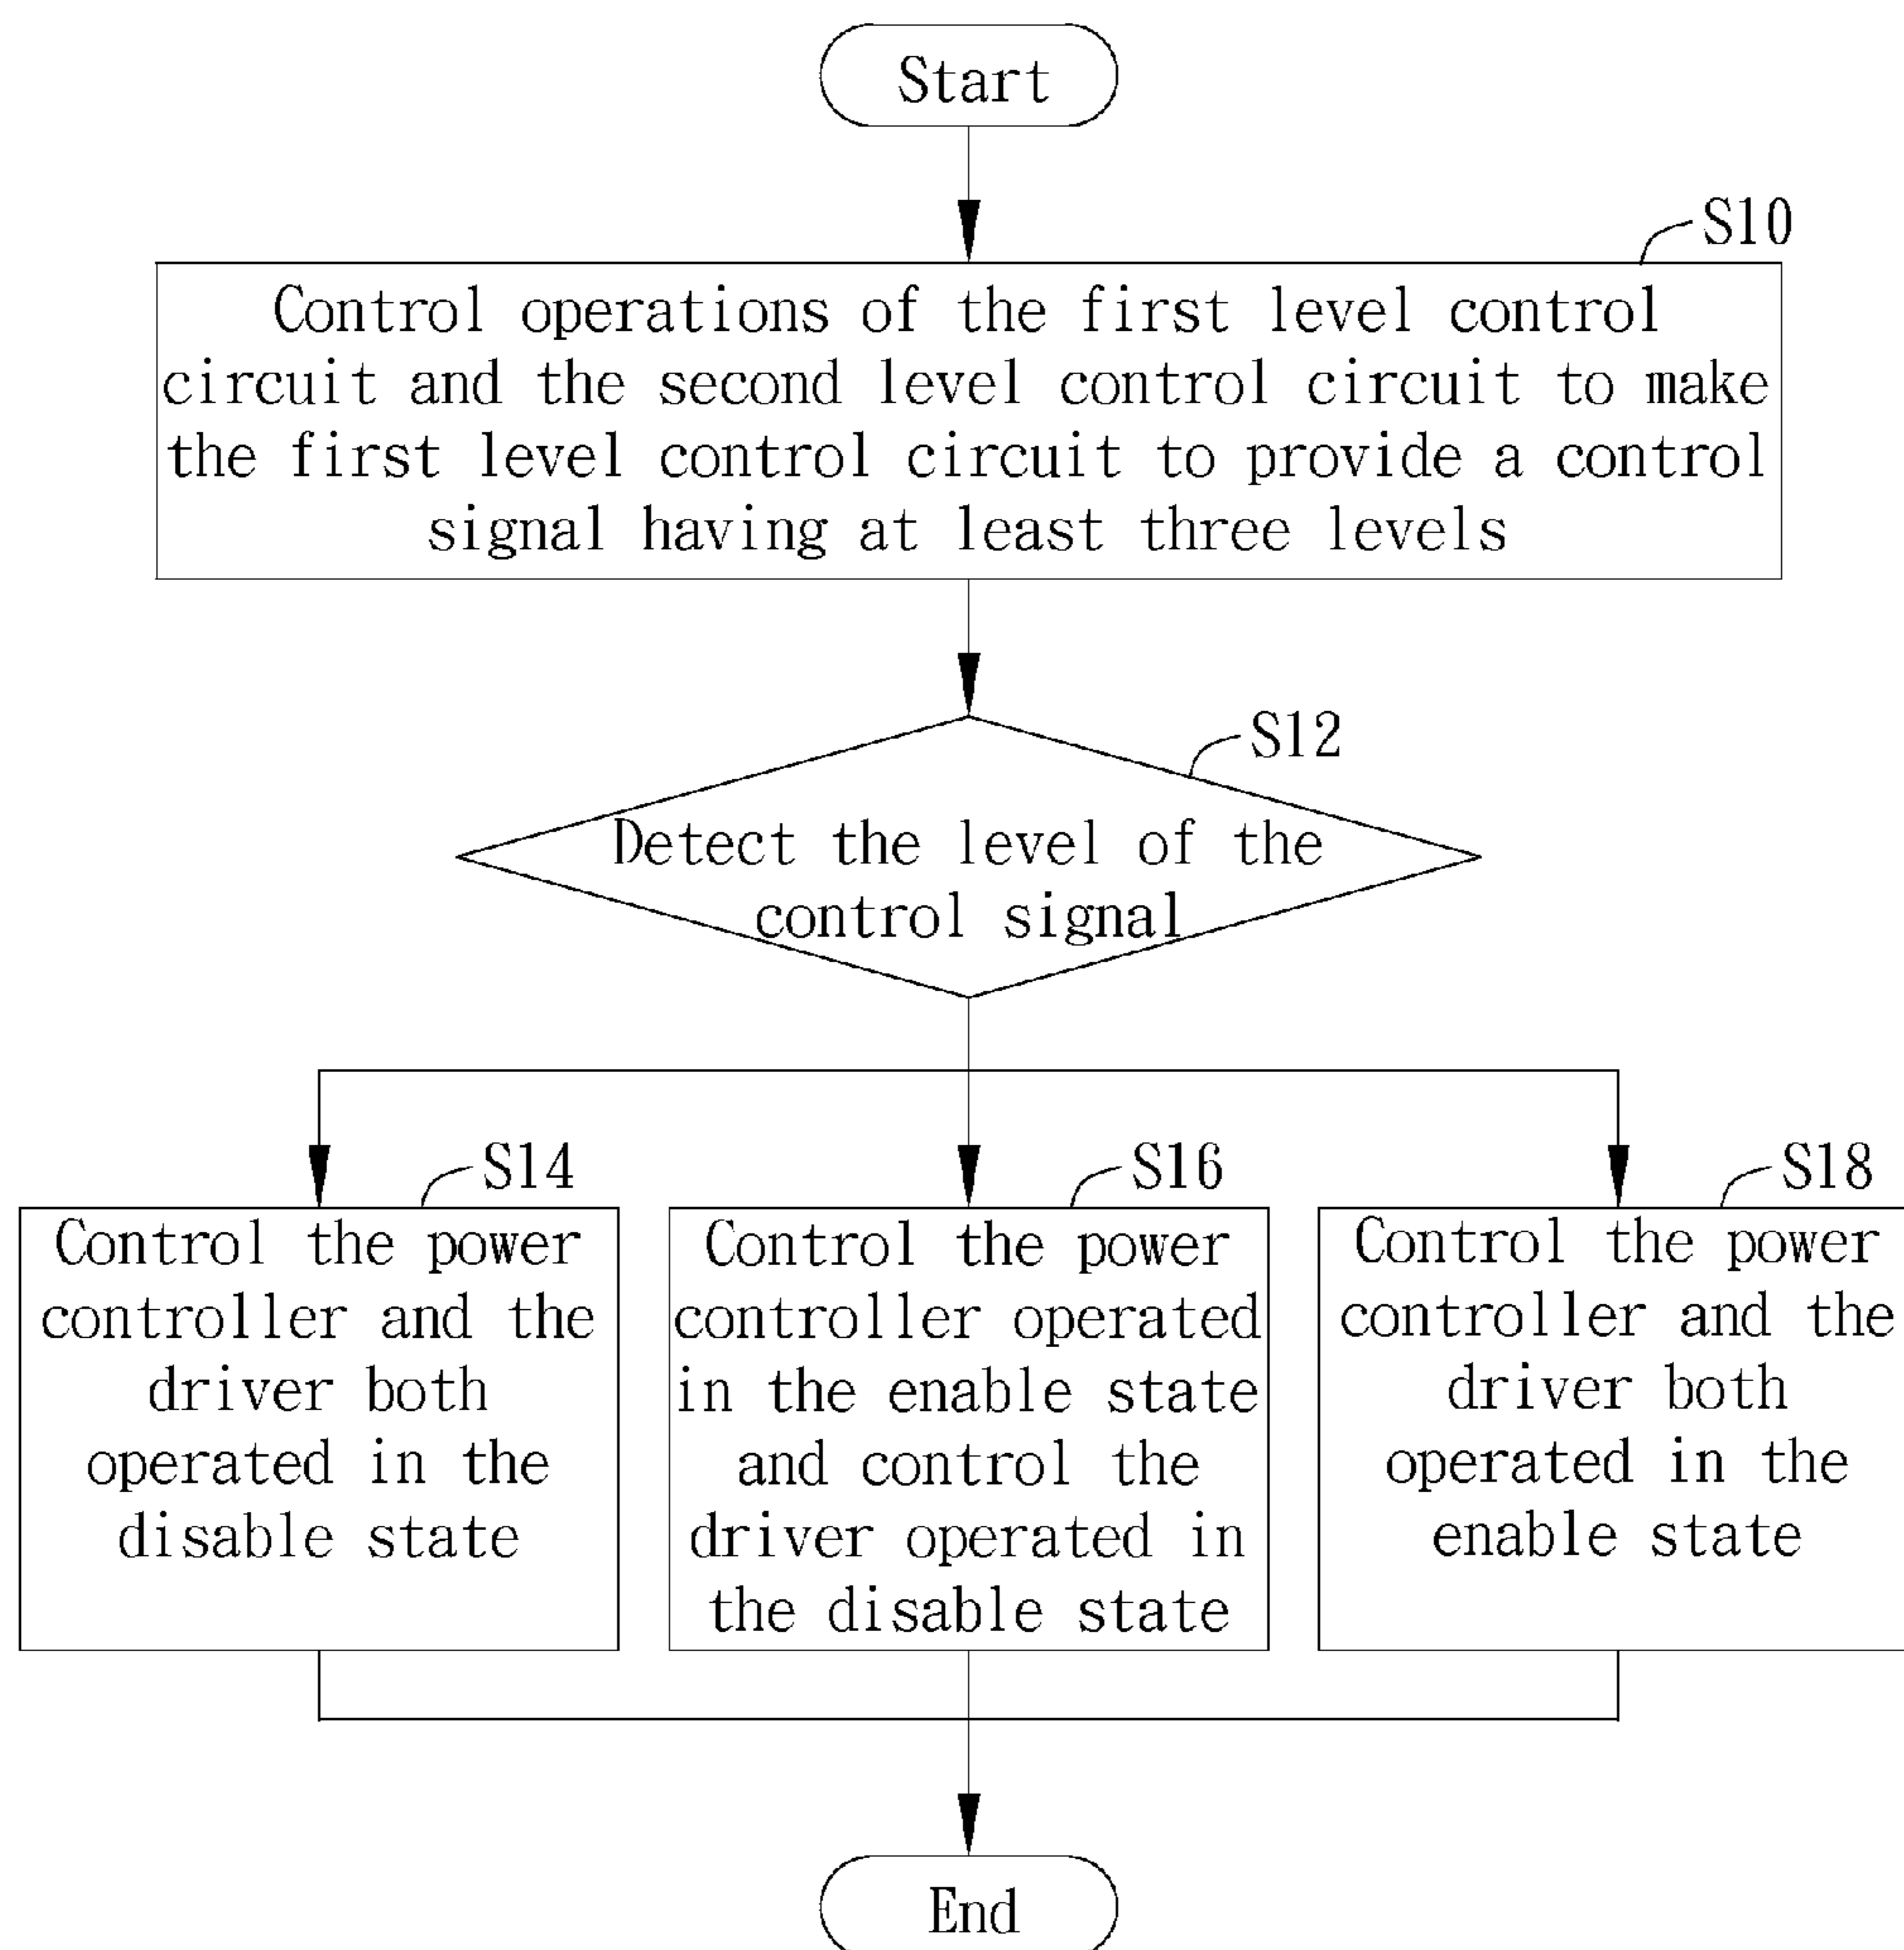 Start
S10
Control operations of the first level control
circuit and the second level control circuit to make
the first level control circuit to provide a control
signal having at least three levels
S12
Detect the level of the
control signal
S14
Control the power
controller and the
driver both
operated in the
disable state
S16
Control the power
controller operated
in the enable state
and control the
driver operated in
the disable state
S18
Control the power
controller and the
driver both
operated in the
enable state
End